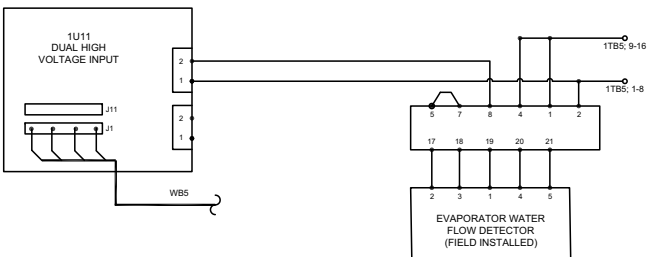 1U11
DUAL HIGH
VOLTAGE INPUT
2
1
2
1
J11
J1
WB5
1TB5; 9-16
1TB5; 1-8
5 7 8 4 1 2
17 18 19 20 21
2 3 1 4 5
EVAPORATOR WATER
FLOW DETECTOR
(FIELD INSTALLED)